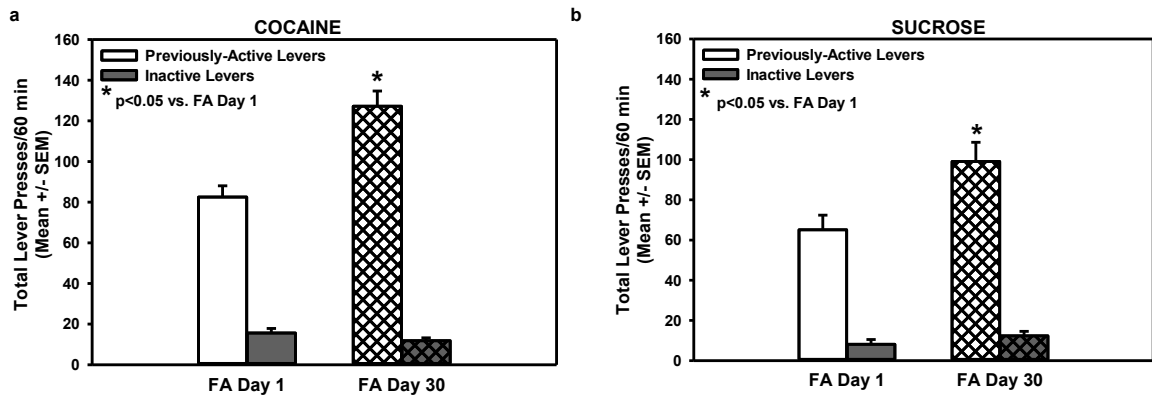 a
COCAINE
160
140
120
100
80
60
40
20
0
Total Lever Presses/60 min
(Mean +/- SEM)
Previously-Active Levers
Inactive Levers
* p<0.05 vs. FA Day 1
*
FA Day 1 FA Day 30
b
SUCROSE
160
140
120
100
80
60
40
20
0
Total Lever Presses/60 min
(Mean +/- SEM)
Previously-Active Levers
Inactive Levers
* p<0.05 vs. FA Day 1
*
FA Day 1 FA Day 30